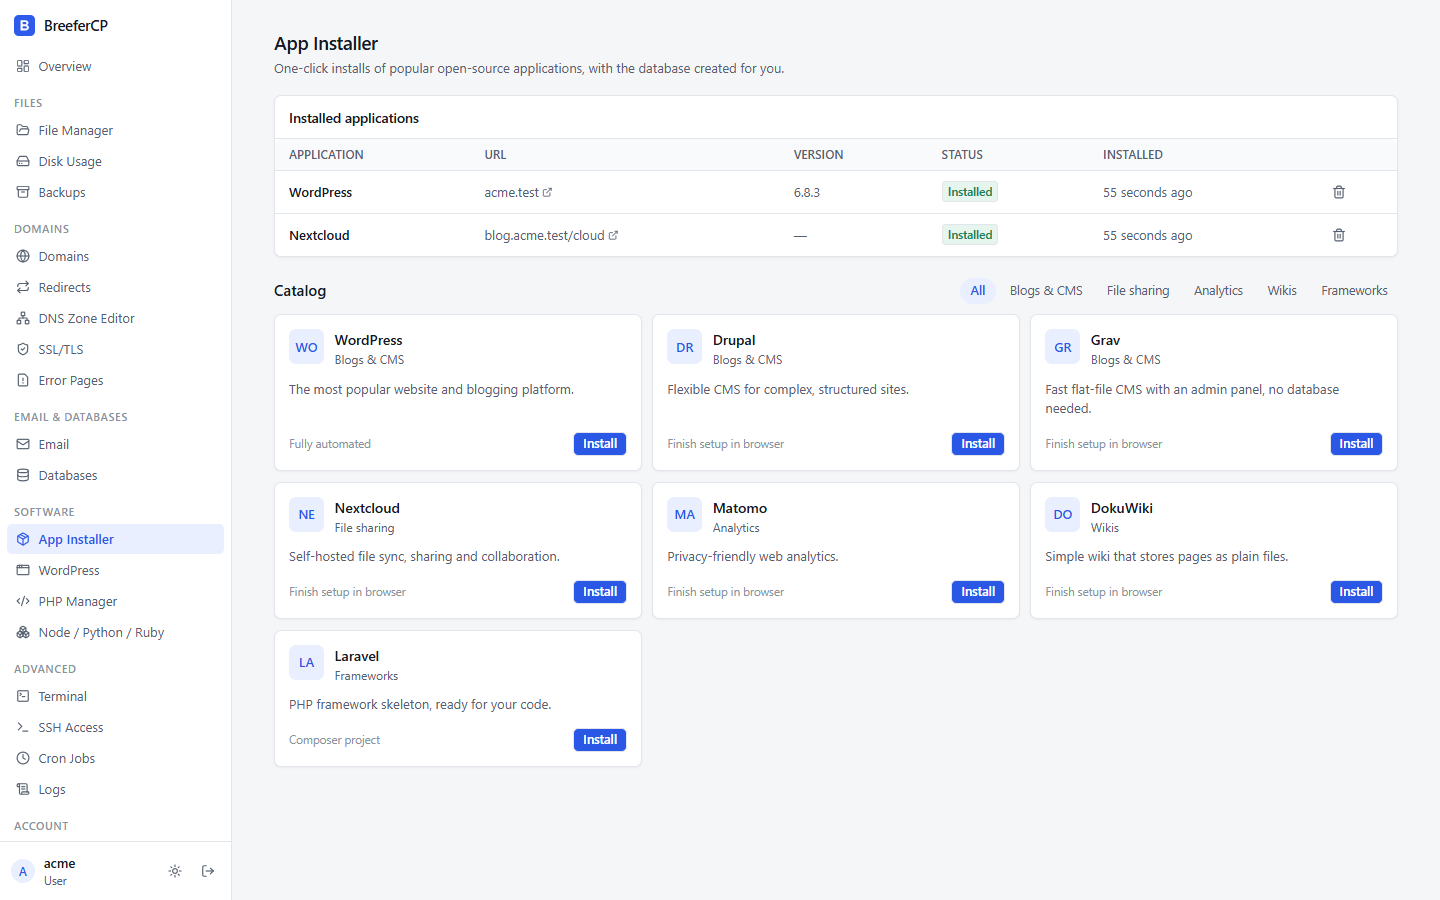 B BreeferCP
Overview
FILES
File Manager
Disk Usage
Backups
DOMAINS
Domains
Redirects
DNS Zone Editor
SSL/TLS
Error Pages
EMAIL & DATABASES
Email
Databases
SOFTWARE
App Installer
WordPress
PHP Manager
Node / Python / Ruby
ADVANCED
Terminal
SSH Access
Cron Jobs
Logs
ACCOUNT
A acme
User
App Installer
One-click installs of popular open-source applications, with the database created for you.
Installed applications
APPLICATION URL VERSION STATUS INSTALLED
WordPress acme.test 6.8.3 Installed 55 seconds ago
Nextcloud blog.acme.test/cloud — Installed 55 seconds ago
Catalog All Blogs & CMS File sharing Analytics Wikis Frameworks
WO WordPress
Blogs & CMS
The most popular website and blogging platform.
Fully automated Install
DR Drupal
Blogs & CMS
Flexible CMS for complex, structured sites.
Finish setup in browser Install
GR Grav
Blogs & CMS
Fast flat-file CMS with an admin panel, no database
needed.
Finish setup in browser Install
NE Nextcloud
File sharing
Self-hosted file sync, sharing and collaboration.
Finish setup in browser Install
MA Matomo
Analytics
Privacy-friendly web analytics.
Finish setup in browser Install
DO DokuWiki
Wikis
Simple wiki that stores pages as plain files.
Finish setup in browser Install
LA Laravel
Frameworks
PHP framework skeleton, ready for your code.
Composer project Install